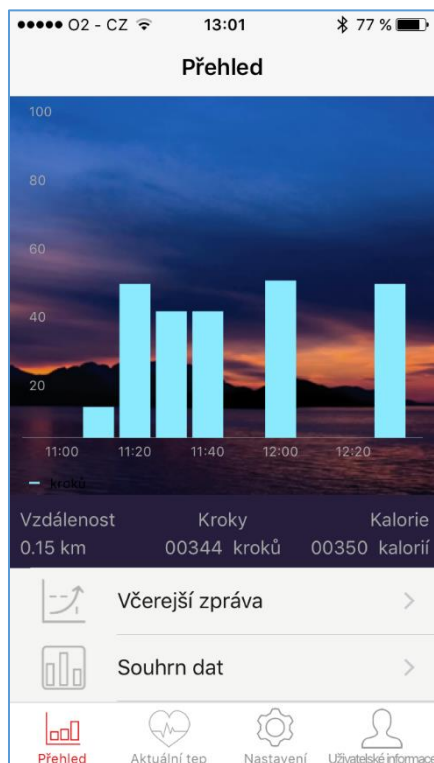 ●●●●● O2 - CZ 13:01 77 %
Přehled
100
80
60
40
20
11:00 11:20 11:40 12:00 12:20
kroků
Vzdálenost Kroky Kalorie
0.15 km 00344 kroků 00350 kalorií
Včerejší zpráva
Souhrn dat
Přehled Aktuální tep Nastavení Uživatelské informace